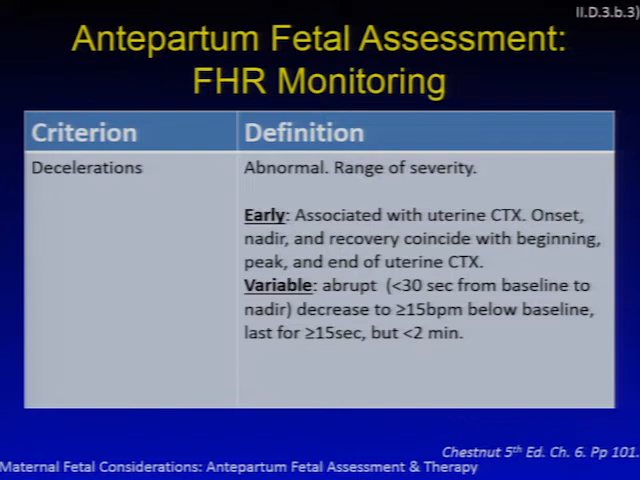 II.D.3.b.3)
Antepartum Fetal Assessment:
FHR Monitoring
Criterion
Definition
Decelerations
Abnormal. Range of severity.
Early: Associated with uterine CTX. Onset,
nadir, and recovery coincide with beginning,
peak, and end of uterine CTX.
Variable: abrupt (<30 sec from baseline to
nadir) decrease to ≥15bpm below baseline,
last for ≥15sec, but <2 min.
Chestnut 5th Ed. Ch. 6. Pp 101.
Maternal Fetal Considerations: Antepartum Fetal Assessment & Therapy